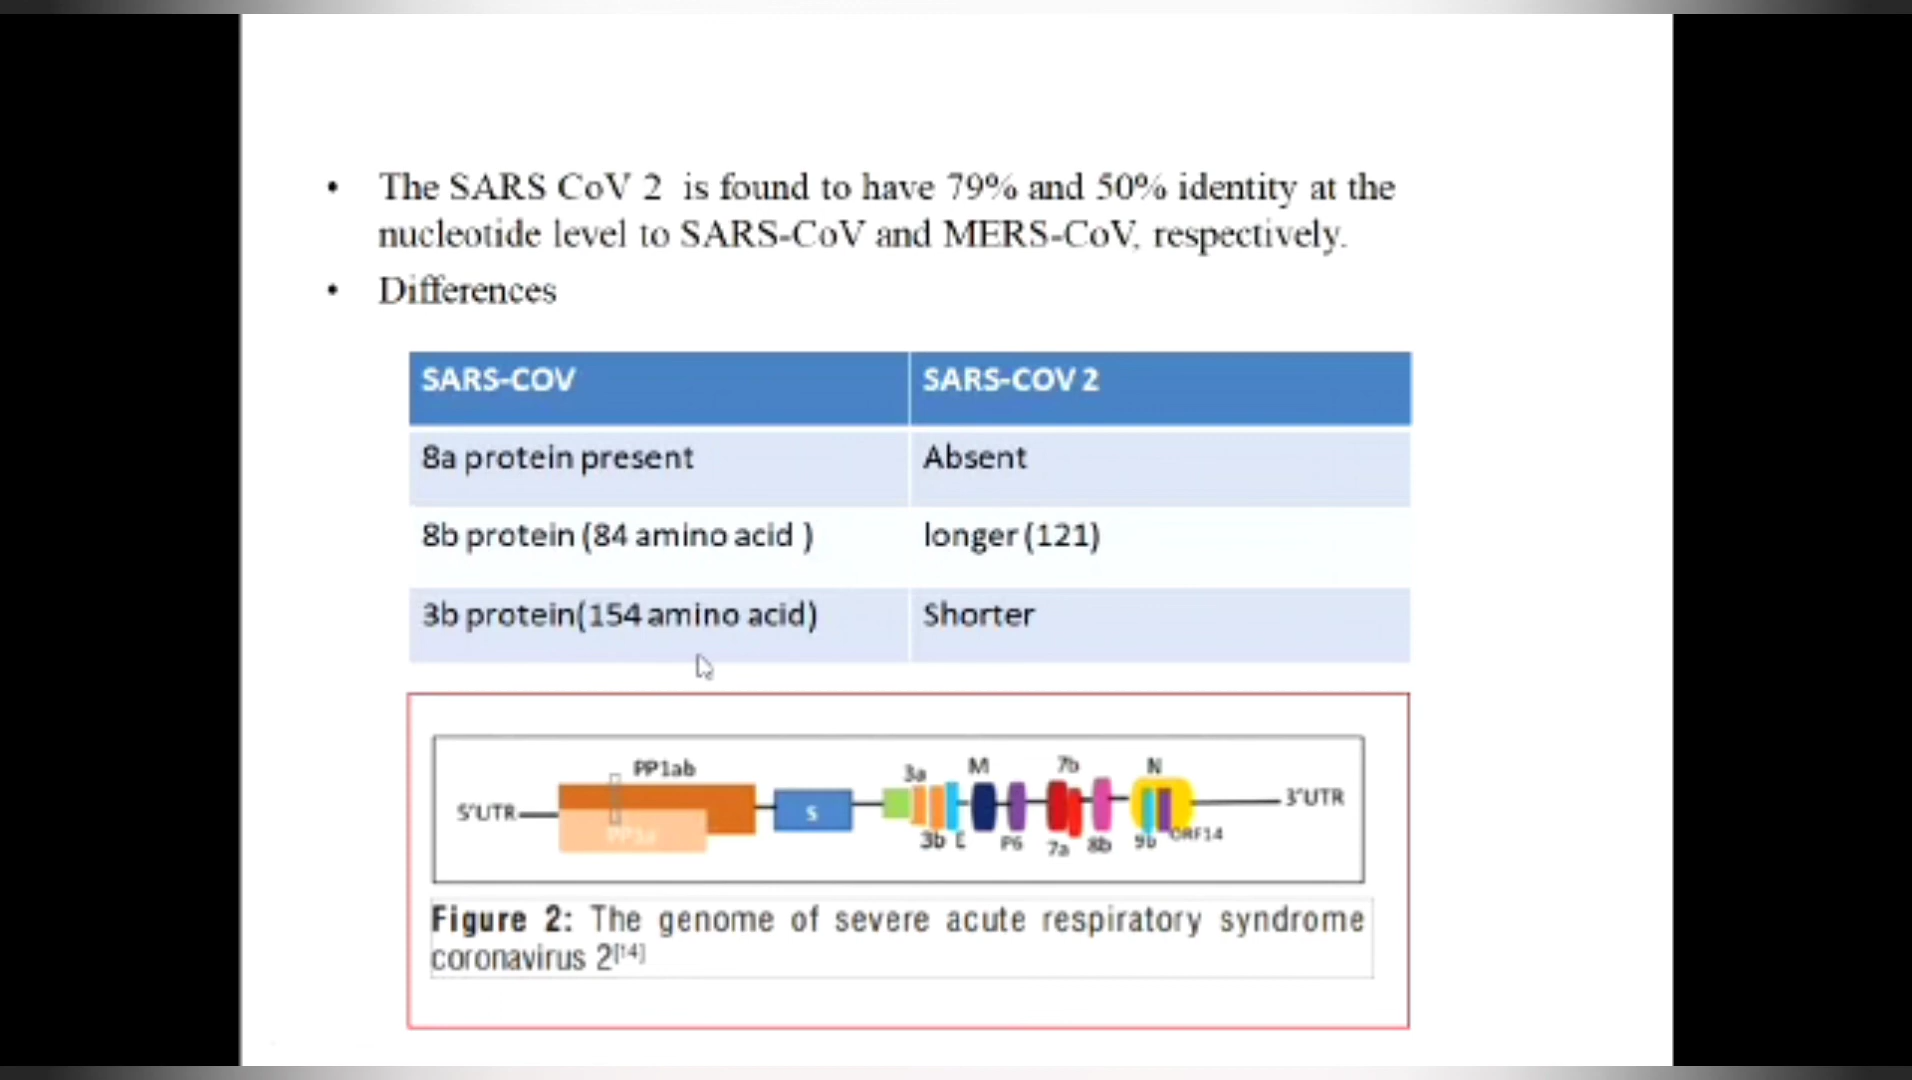 • The SARS CoV 2 is found to have 79% and 50% identity at the
nucleotide level to SARS-CoV and MERS-CoV, respectively.
• Differences
SARS-COV SARS-COV 2
8a protein present Absent
8b protein (84 amino acid ) longer (121)
3b protein(154 amino acid) Shorter
PP1ab 3a M 7b N
5'UTR S 3'UTR
PP1a 3b E P6 7a 8b 9b ORF14
Figure 2: The genome of severe acute respiratory syndrome
coronavirus 2[14]